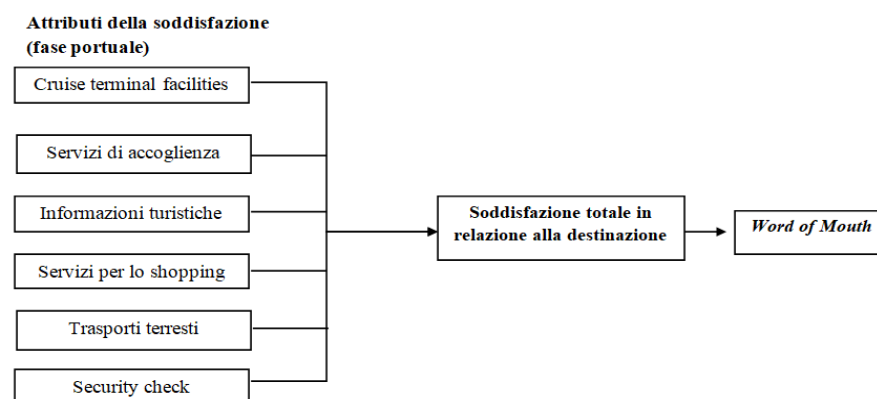 Attributi della soddisfazione
(fase portuale)
Cruise terminal facilities
Servizi di accoglienza
Informazioni turistiche
Servizi per lo shopping
Trasporti terresti
Security check
Soddisfazione totale in
relazione alla destinazione
Word of Mouth